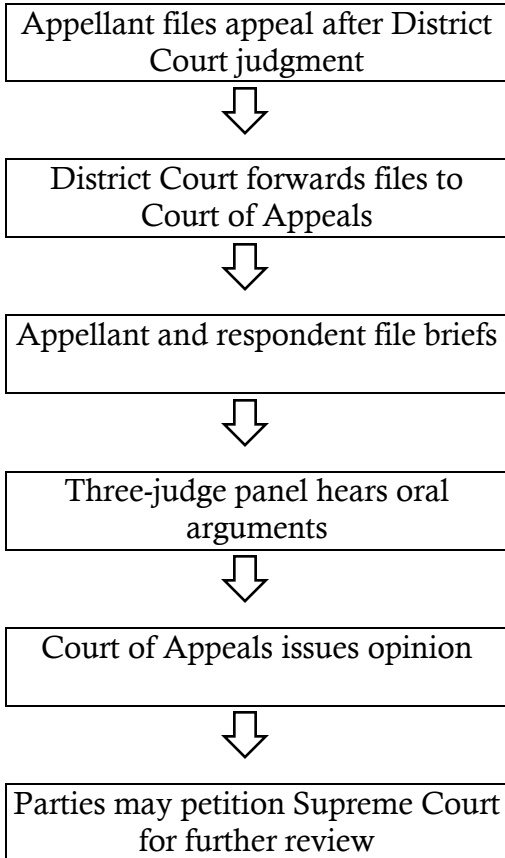 Appellant files appeal after District
Court judgment
District Court forwards files to
Court of Appeals
Appellant and respondent file briefs
Three-judge panel hears oral
arguments
Court of Appeals issues opinion
Parties may petition Supreme Court
for further review